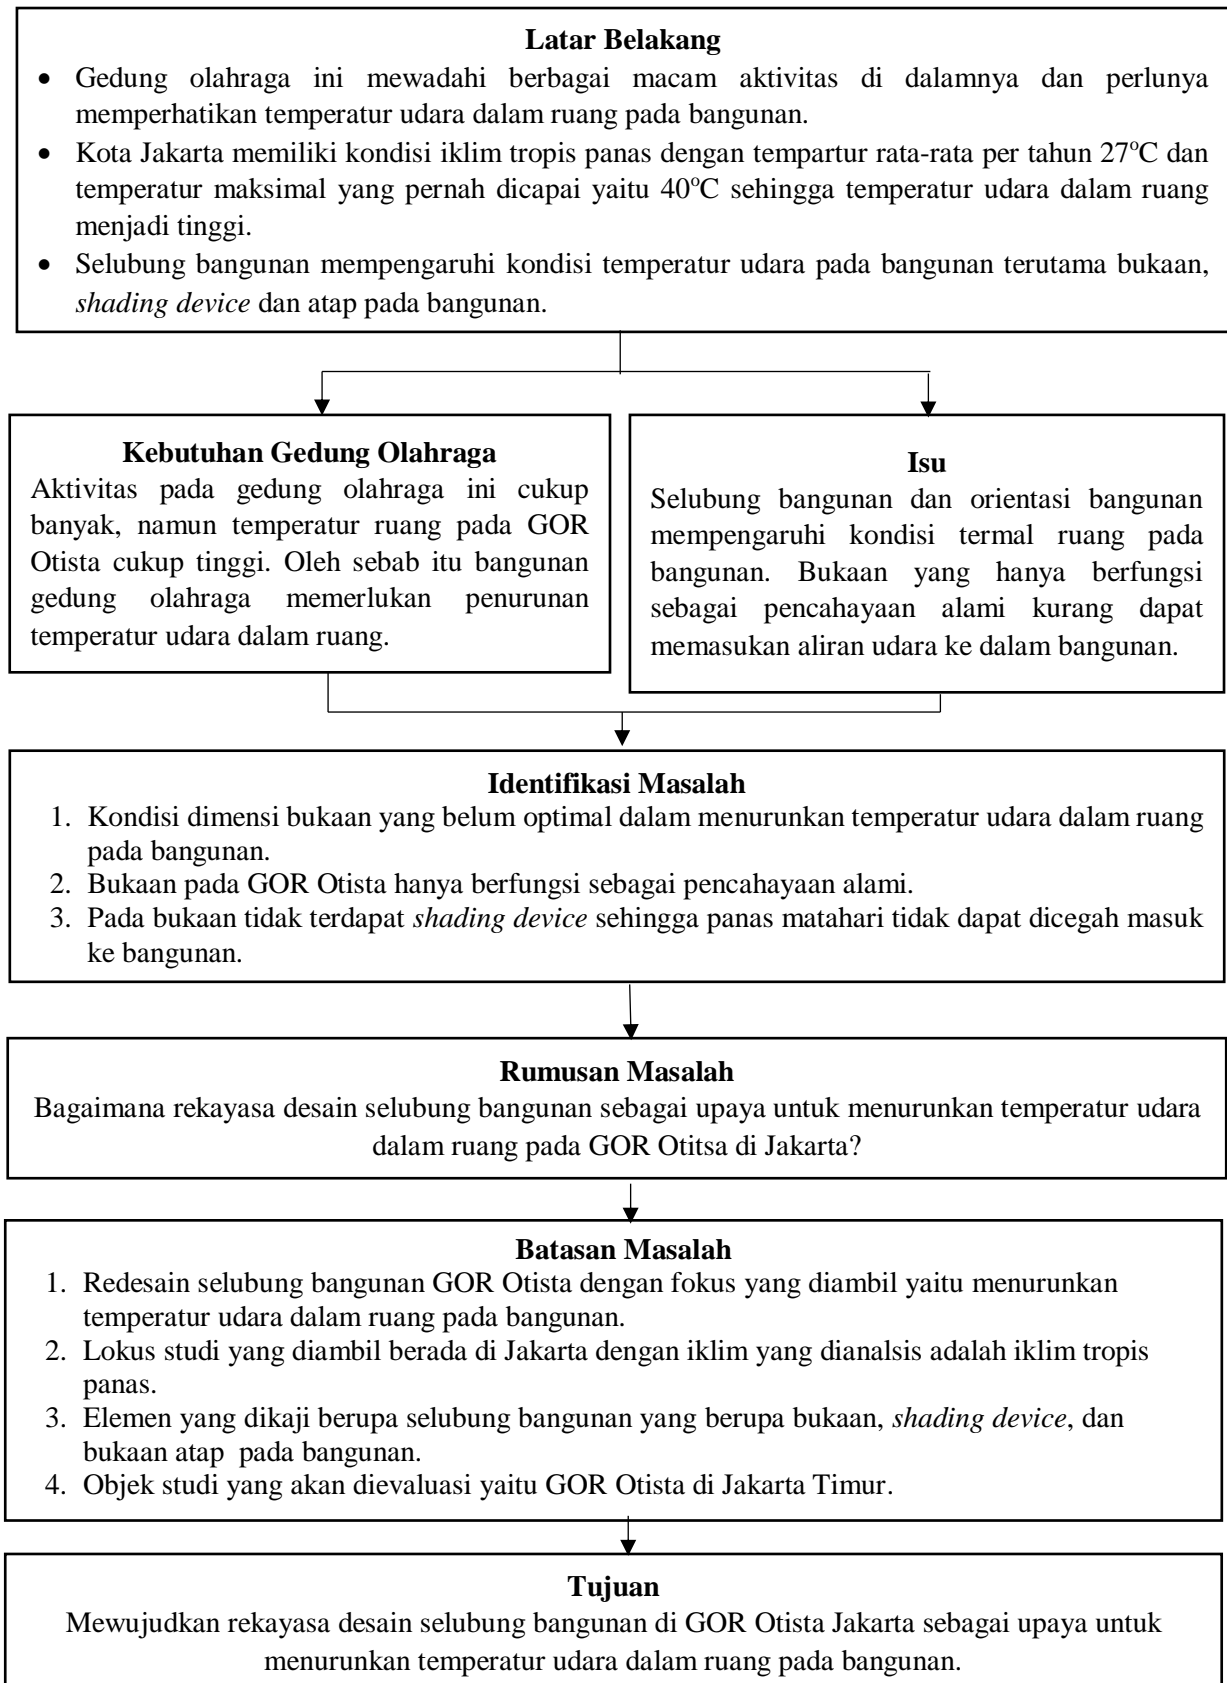 Latar Belakang
• Gedung olahraga ini mewadahi berbagai macam aktivitas di dalamnya dan perlunya
memperhatikan temperatur udara dalam ruang pada bangunan.
• Kota Jakarta memiliki kondisi iklim tropis panas dengan tempartur rata-rata per tahun 27°C dan
temperatur maksimal yang pernah dicapai yaitu 40°C sehingga temperatur udara dalam ruang
menjadi tinggi.
• Selubung bangunan mempengaruhi kondisi temperatur udara pada bangunan terutama bukaan,
shading device dan atap pada bangunan.
Kebutuhan Gedung Olahraga
Aktivitas pada gedung olahraga ini cukup
banyak, namun temperatur ruang pada GOR
Otista cukup tinggi. Oleh sebab itu bangunan
gedung olahraga memerlukan penurunan
temperatur udara dalam ruang.
Isu
Selubung bangunan dan orientasi bangunan
mempengaruhi kondisi termal ruang pada
bangunan. Bukaan yang hanya berfungsi
sebagai pencahayaan alami kurang dapat
memasukan aliran udara ke dalam bangunan.
Identifikasi Masalah
1. Kondisi dimensi bukaan yang belum optimal dalam menurunkan temperatur udara dalam ruang
pada bangunan.
2. Bukaan pada GOR Otista hanya berfungsi sebagai pencahayaan alami.
3. Pada bukaan tidak terdapat shading device sehingga panas matahari tidak dapat dicegah masuk
ke bangunan.
Rumusan Masalah
Bagaimana rekayasa desain selubung bangunan sebagai upaya untuk menurunkan temperatur udara
dalam ruang pada GOR Otitsa di Jakarta?
Batasan Masalah
1. Redesain selubung bangunan GOR Otista dengan fokus yang diambil yaitu menurunkan
temperatur udara dalam ruang pada bangunan.
2. Lokus studi yang diambil berada di Jakarta dengan iklim yang dianalsis adalah iklim tropis
panas.
3. Elemen yang dikaji berupa selubung bangunan yang berupa bukaan, shading device, dan
bukaan atap pada bangunan.
4. Objek studi yang akan dievaluasi yaitu GOR Otista di Jakarta Timur.
Tujuan
Mewujudkan rekayasa desain selubung bangunan di GOR Otista Jakarta sebagai upaya untuk
menurunkan temperatur udara dalam ruang pada bangunan.